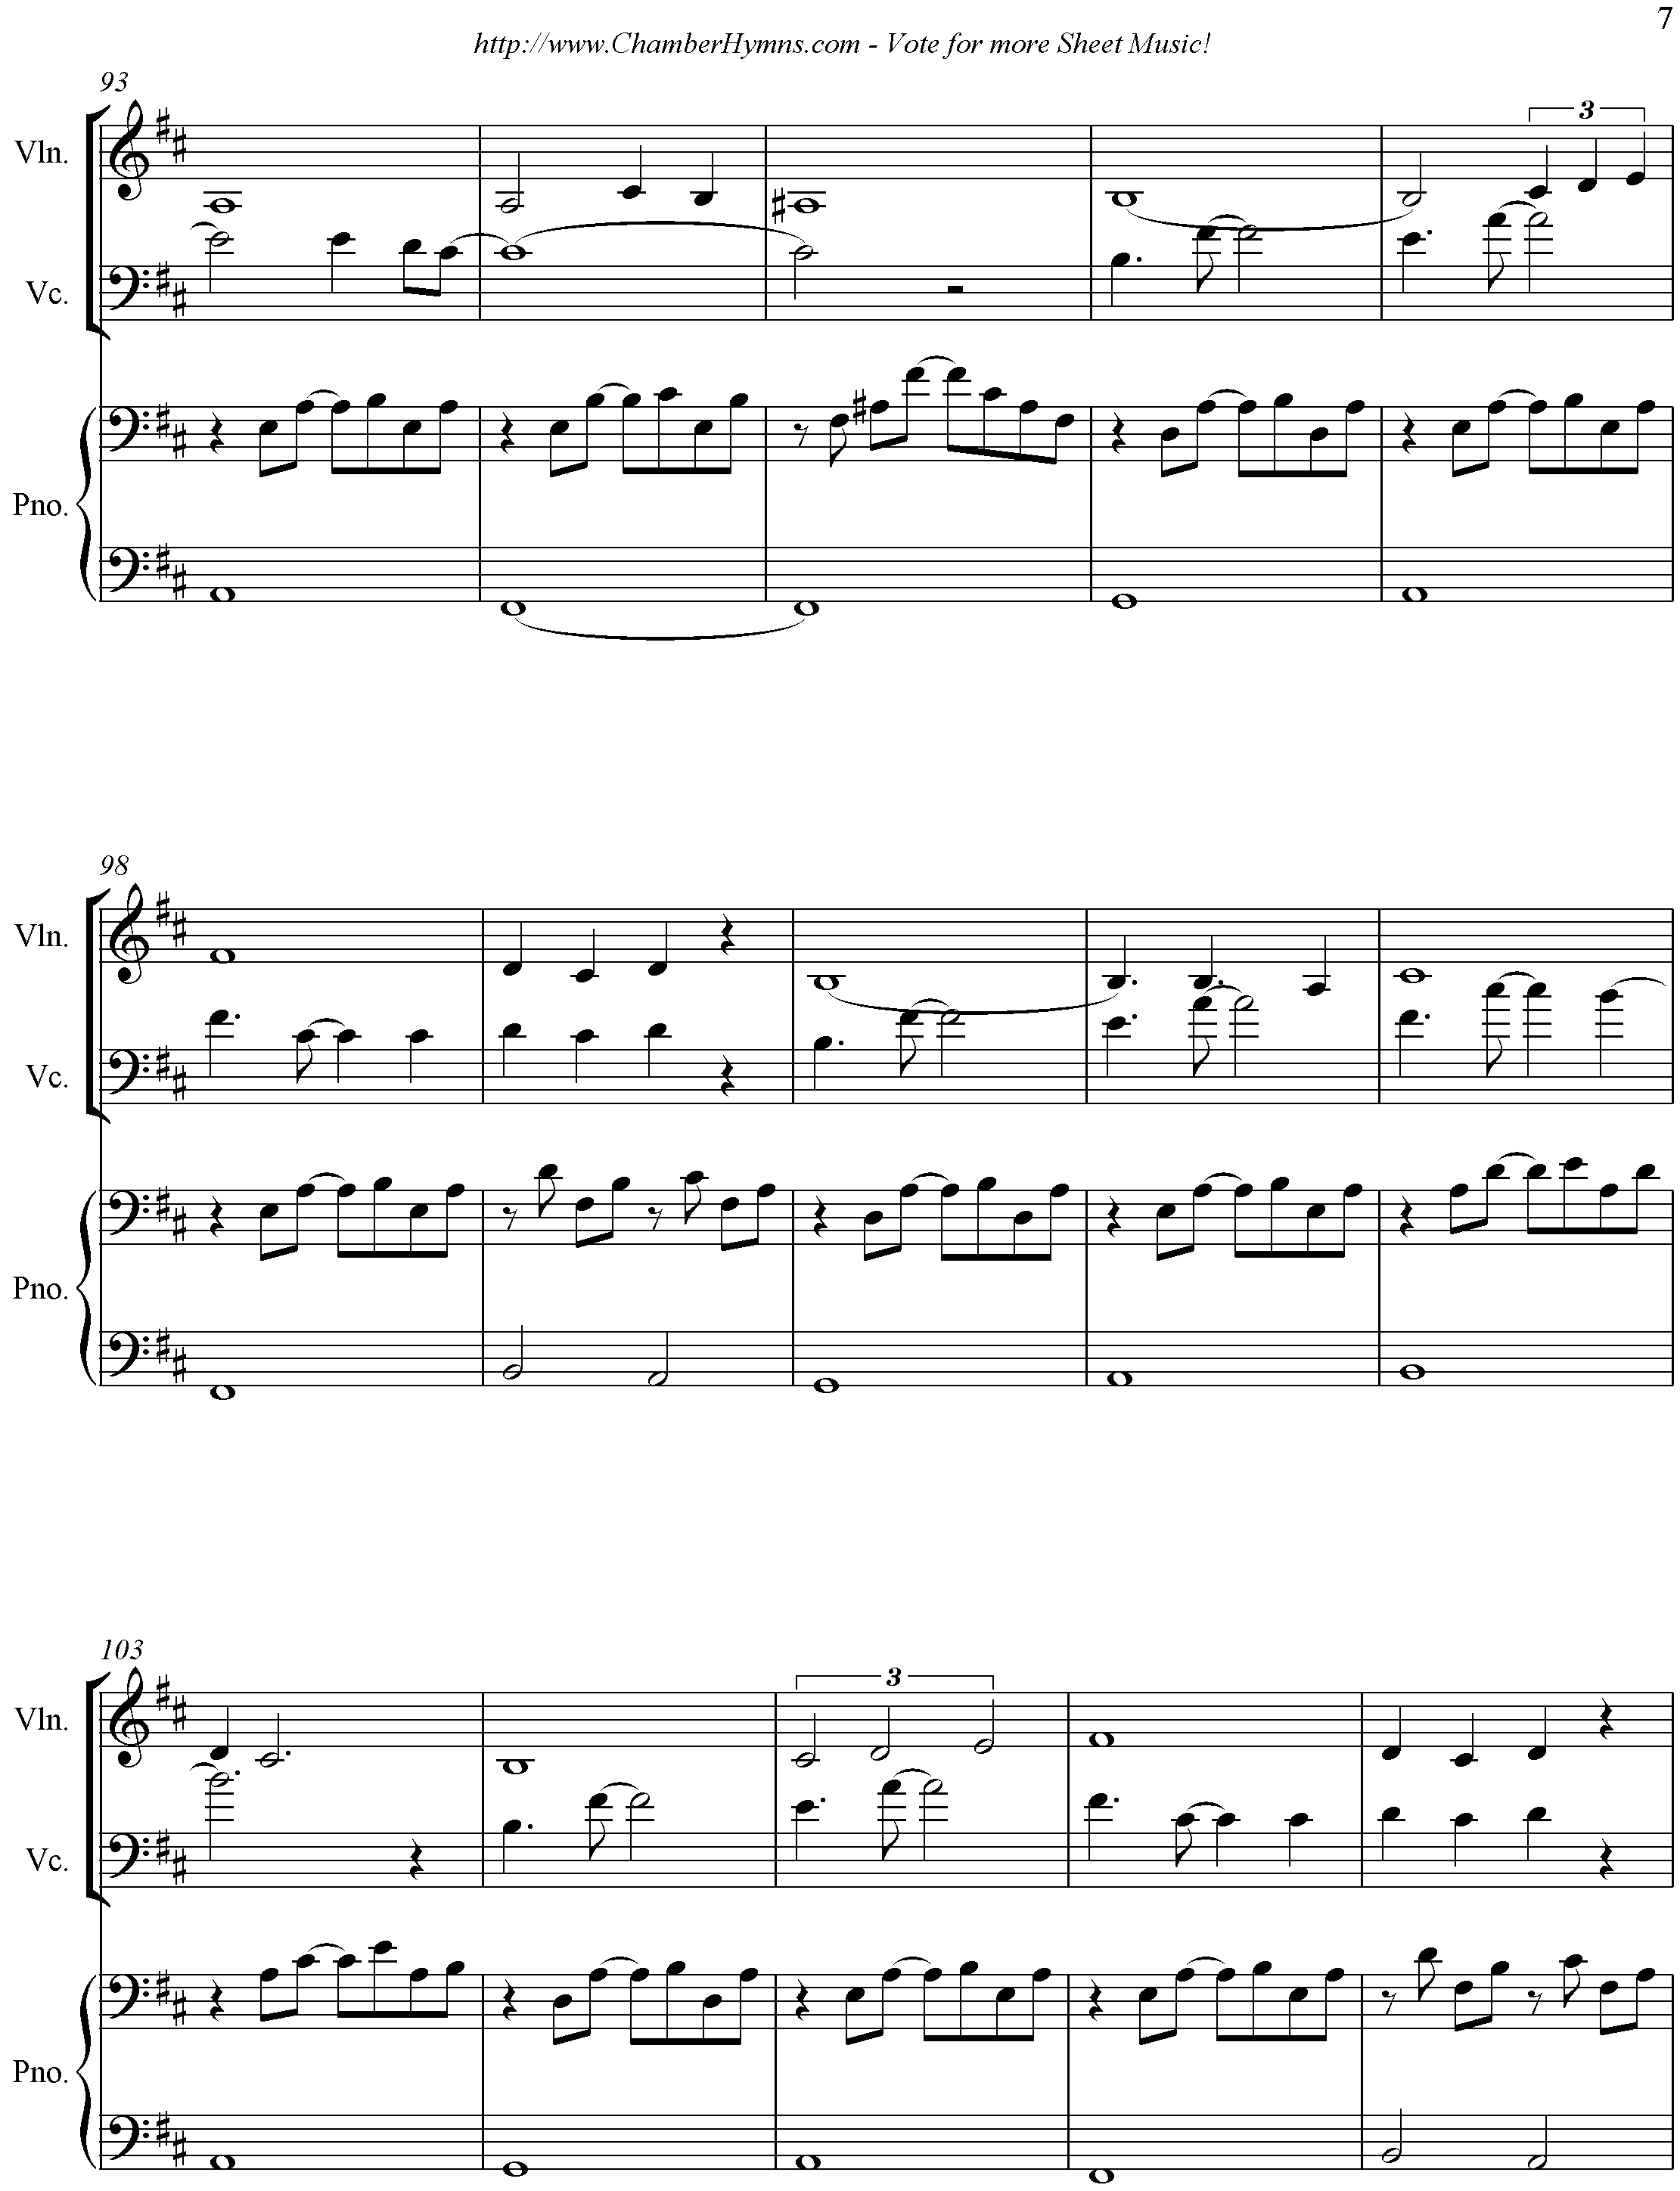 7
http://www.ChamberHymns.com - Vote for more Sheet Music!
93
3
Vln.
Vc.
Pno.
98
Vln.
Vc.
Pno.
103
3
Vln.
Vc.
Pno.